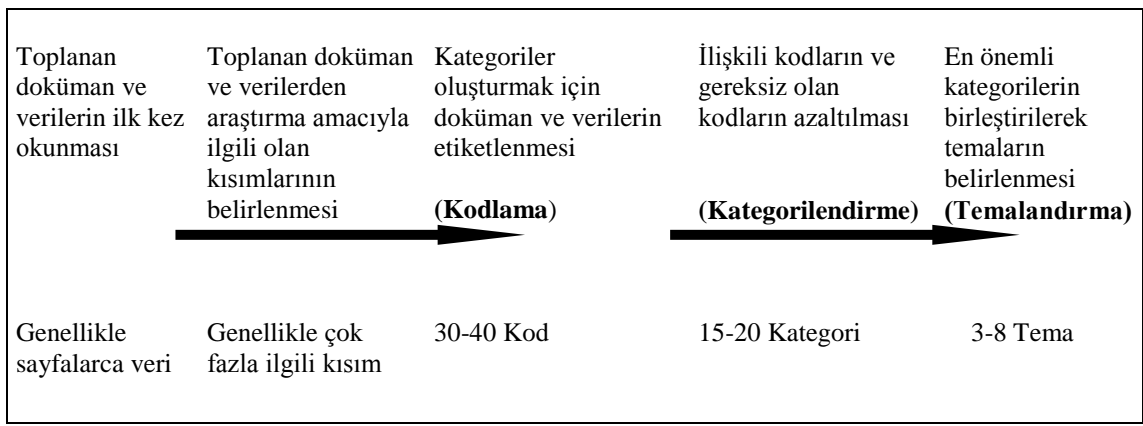 Toplanan
doküman ve
verilerin ilk kez
okunması
Toplanan doküman
ve verilerden
araştırma amacıyla
ilgili olan
kısımlarının
belirlenmesi
Kategoriler
oluşturmak için
doküman ve verilerin
etiketlenmesi
(Kodlama)
İlişkili kodların ve
gereksiz olan
kodların azaltılması
(Kategorilendirme)
En önemli
kategorilerin
birleştirilerek
temaların
belirlenmesi
(Temalandırma)
Genellikle
sayfalarca veri
Genellikle çok
fazla ilgili kısım
30-40 Kod
15-20 Kategori
3-8 Tema